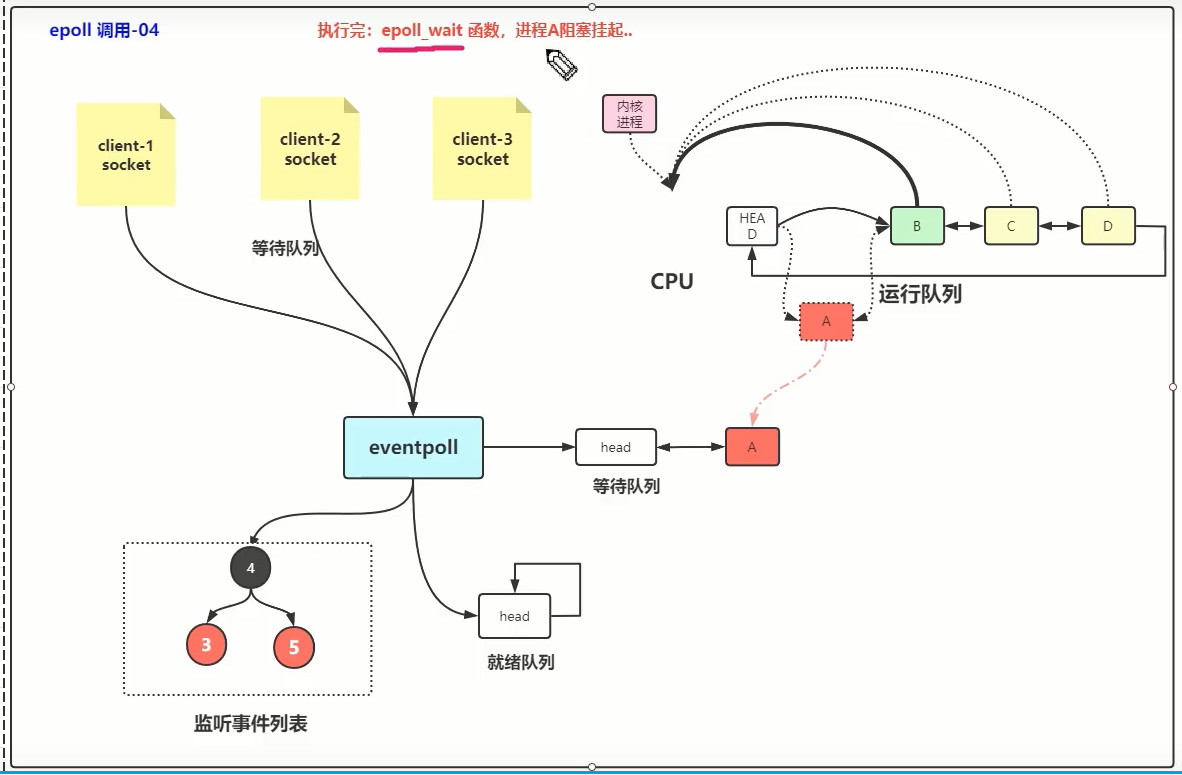 epoll 调用-04
执行完：epoll_wait 函数，进程A阻塞挂起..
client-1
socket
client-2
socket
client-3
socket
内核
进程
HEA
D
B
C
D
等待队列
CPU
运行队列
A
eventpoll
head
A
等待队列
4
3
5
head
就绪队列
监听事件列表